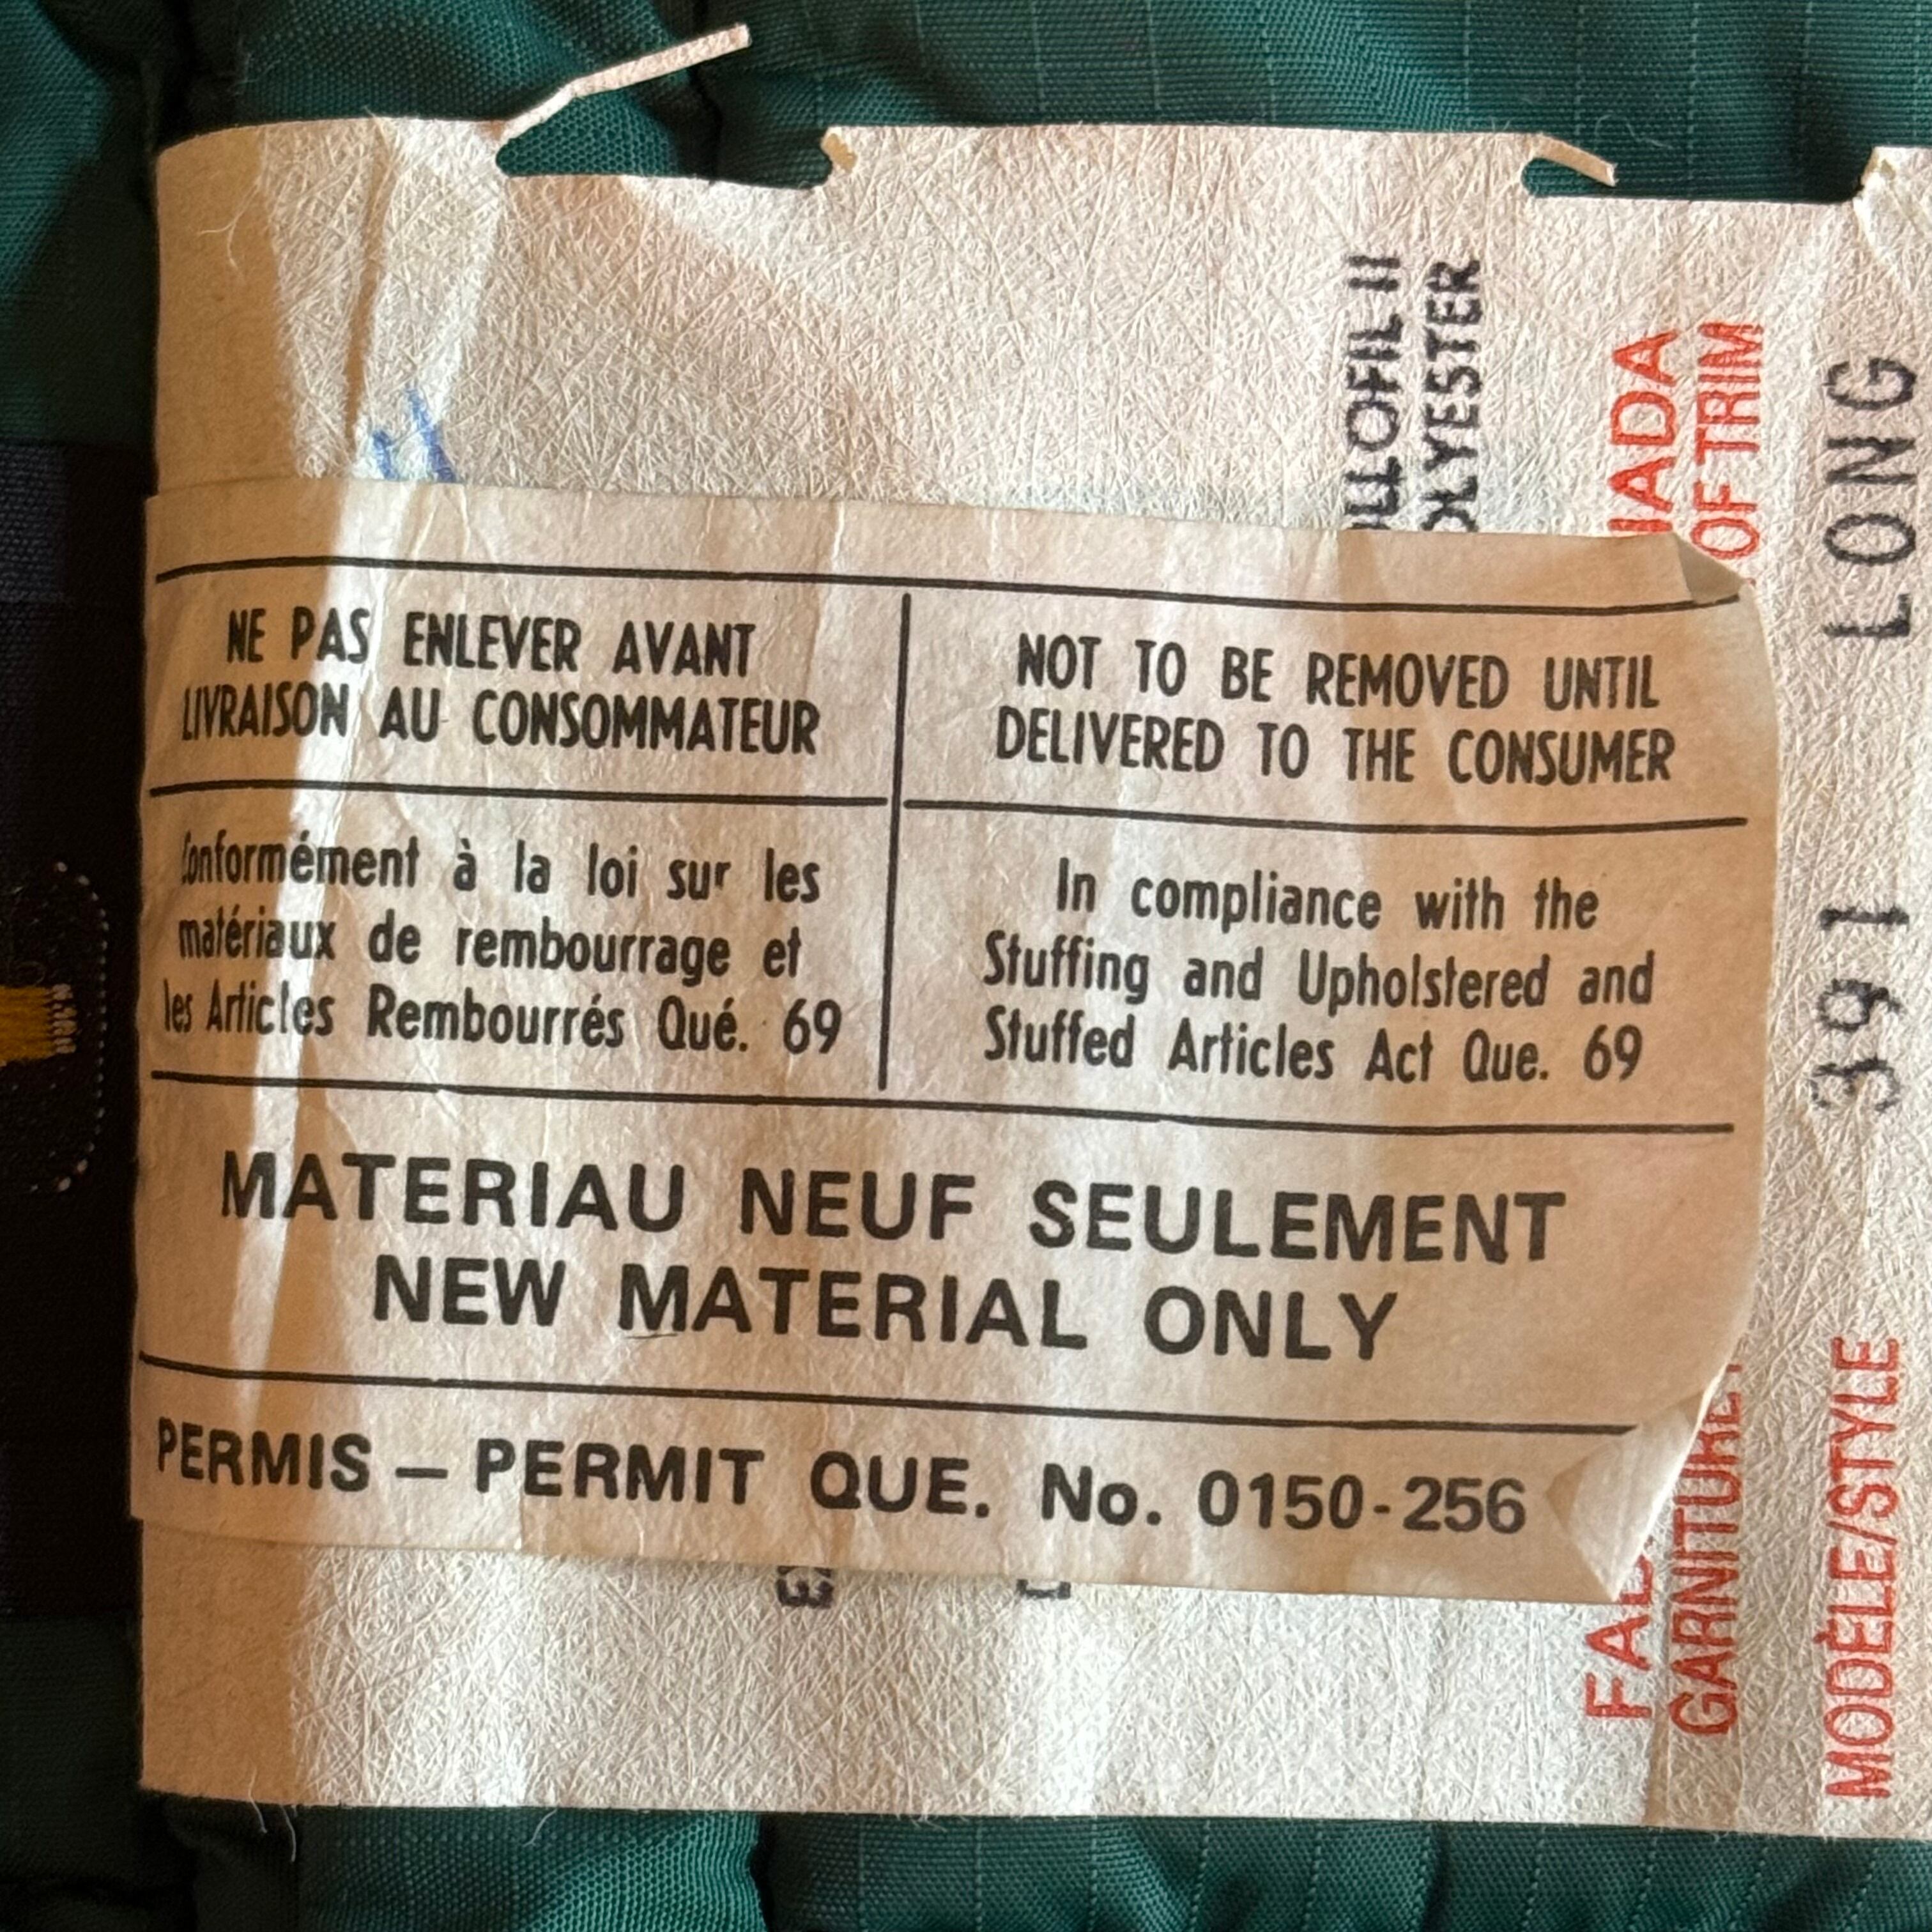 NE PAS ENLEVER AVANT
LIVRAISON AU CONSOMMATEUR
NOT TO BE REMOVED UNTIL
DELIVERED TO THE CONSUMER
Conformément à la loi sur les
matériaux de rembourrage et
les Articles Rembourrés Qué. 69
In compliance with the
Stuffing and Upholstered and
Stuffed Articles Act Que. 69
MATERIAU NEUF SEULEMENT
NEW MATERIAL ONLY
PERMIS – PERMIT QUE. No. 0150-256
OF TRIM
GARNITURE
MODÈLE/STYLE 391 LONG